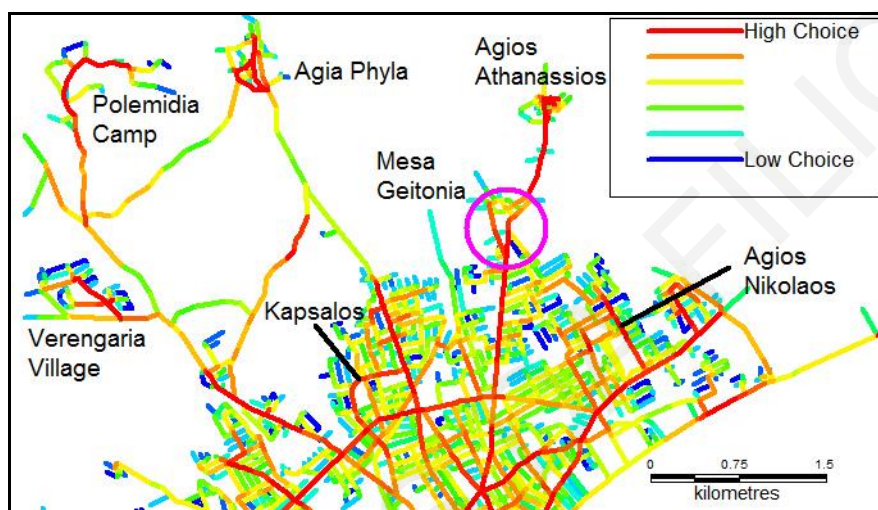 High Choice
Low Choice
Agia Phyla
Agios
Athanassios
Polemidia
Camp
Mesa
Geitonia
Agios
Nikolaos
Kapsalos
Verengaria
Village
0 0.75 1.5
kilometres